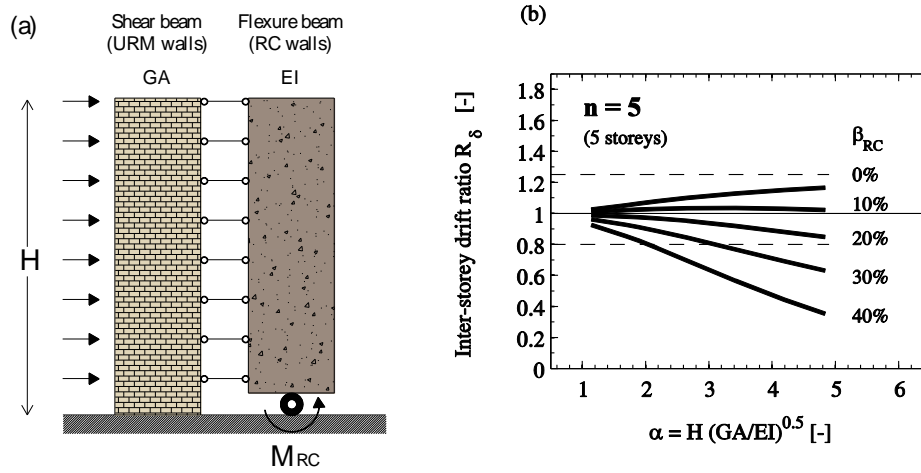 (a)
Shear beam
(URM walls)
GA
Flexure beam
(RC walls)
EI
H
MRC
(b)
Inter-storey drift ratio Rδ [-]
1.8
1.6
1.4
1.2
1
0.8
0.6
0.4
0.2
0
n = 5
(5 storeys)
βRC
0%
10%
20%
30%
40%
1 2 3 4 5 6
α = H (GA/EI)^0.5 [-]